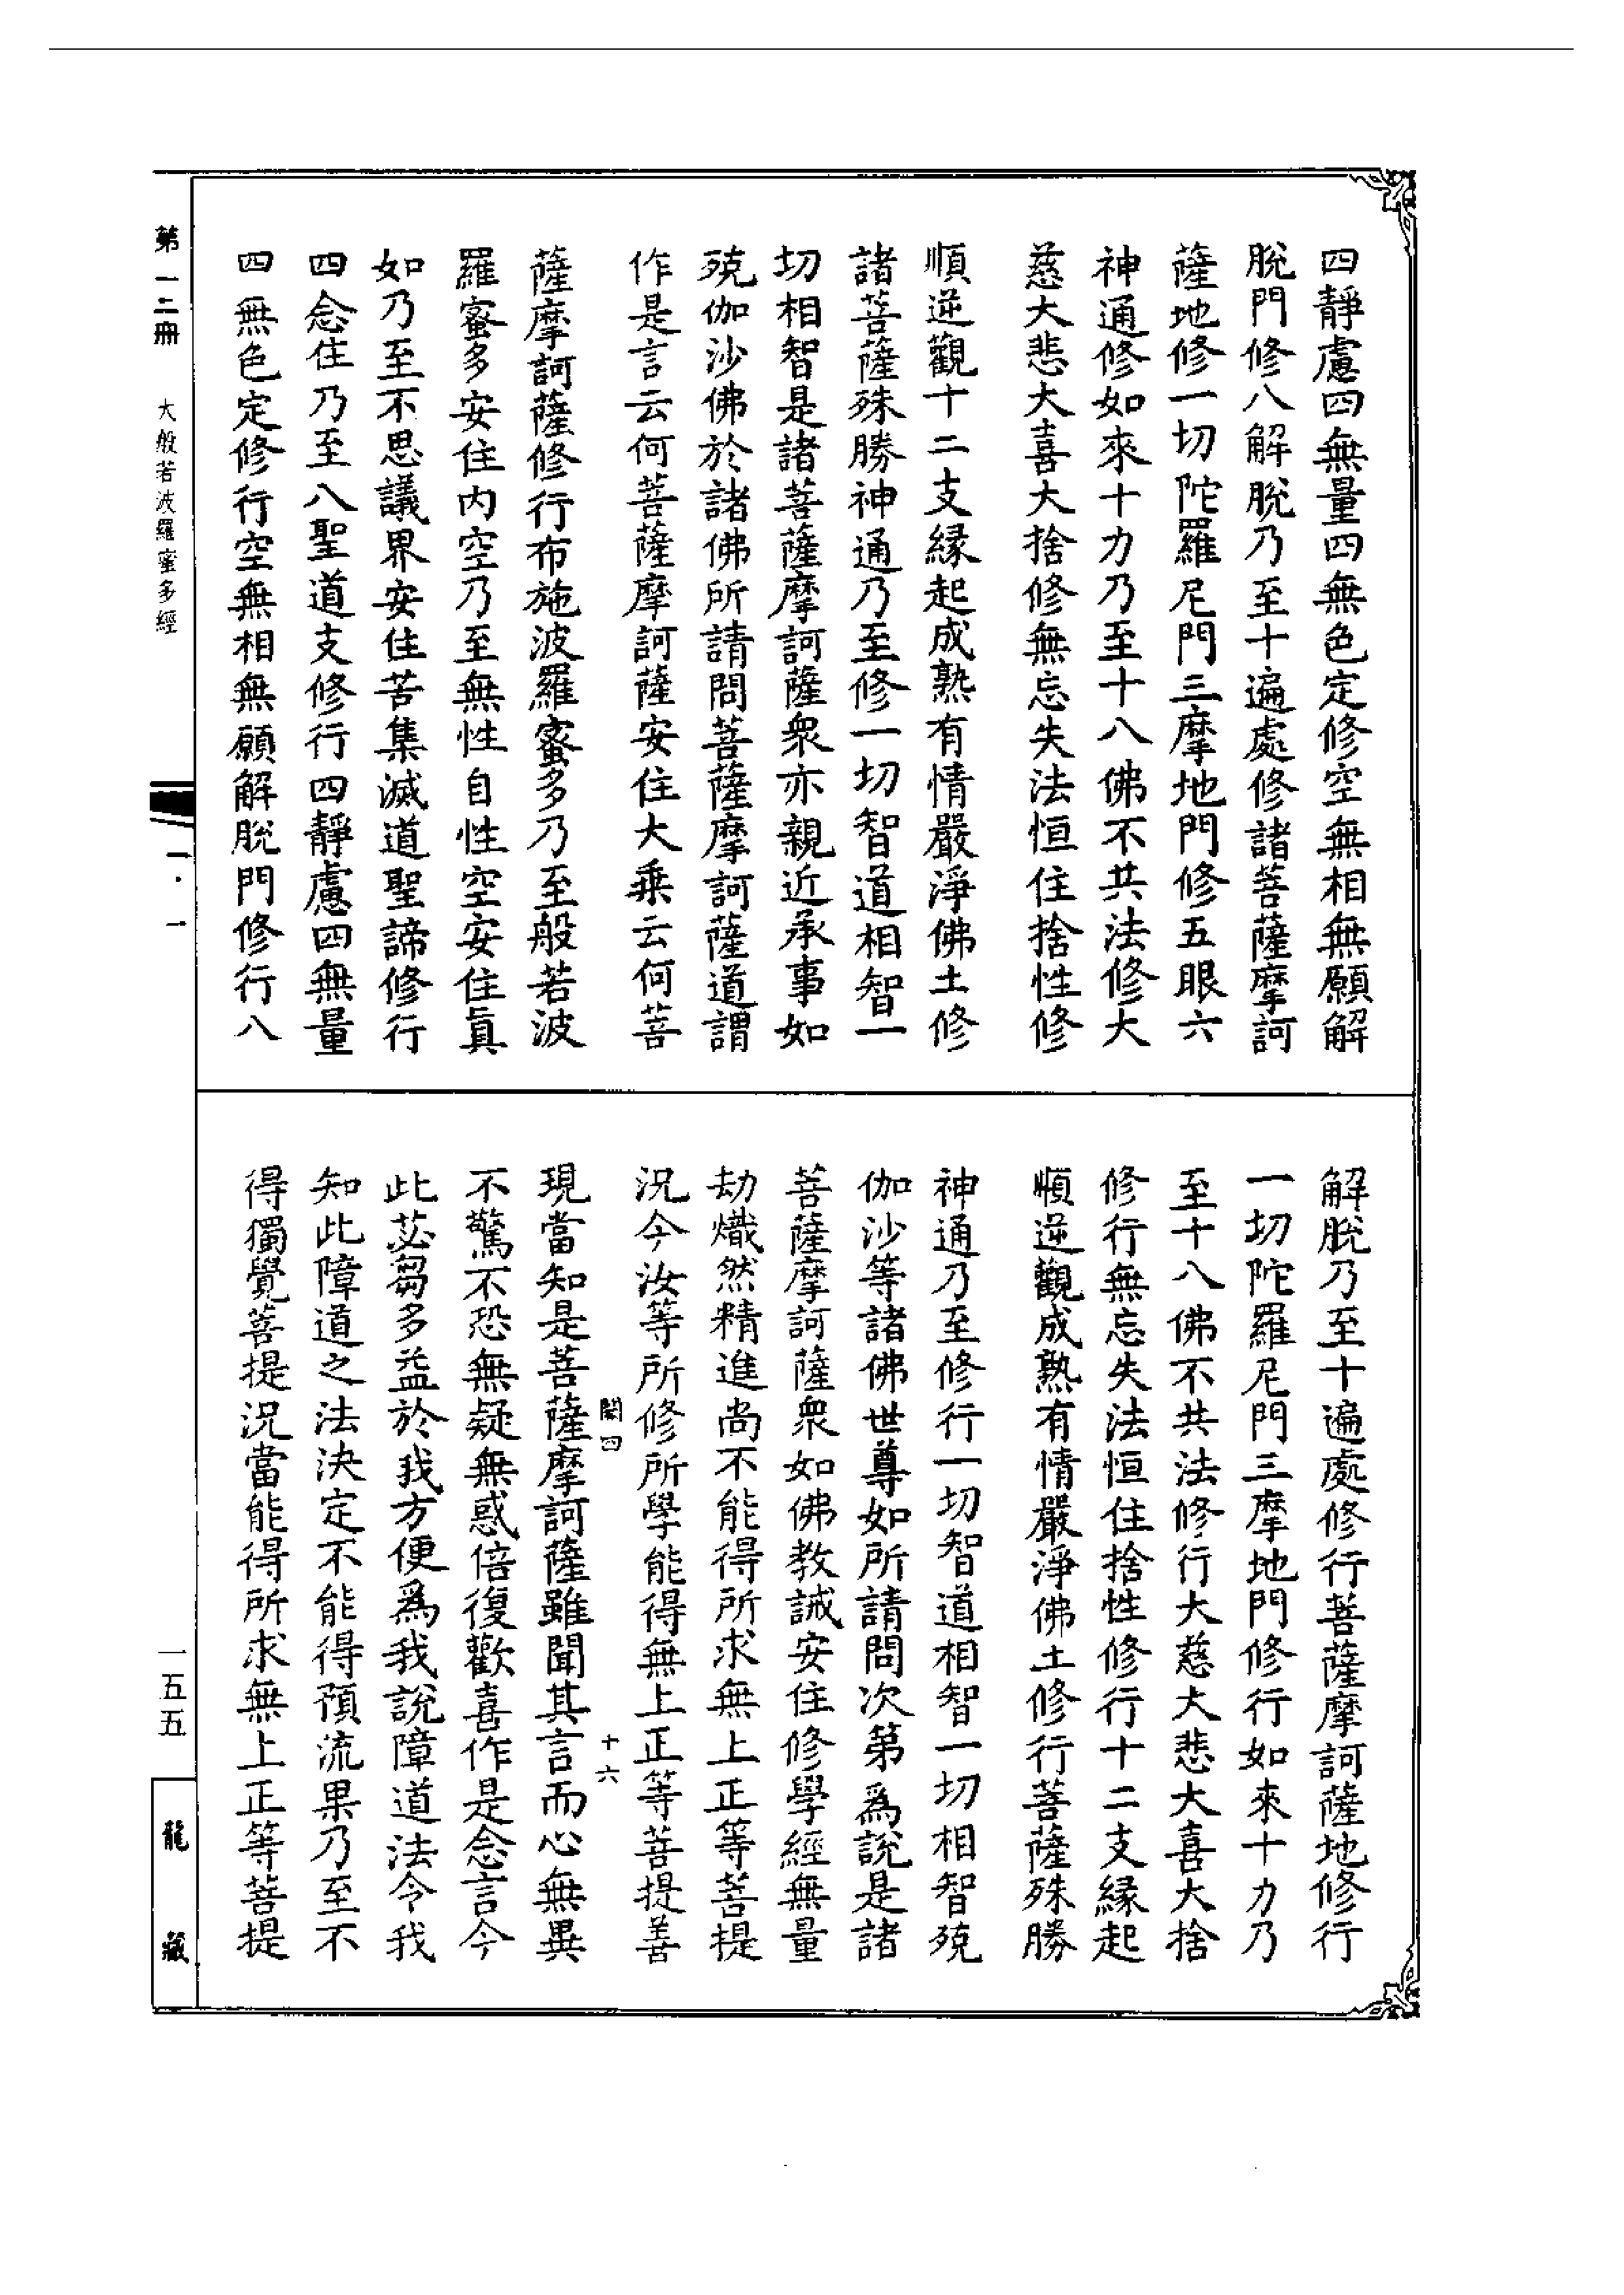 四靜慮四無量四無色定修空無相無願解
脫門修八解脫乃至十遍處修諸菩薩摩訶
薩地修一切陀羅尼門三摩地門修五眼六
神通修如來十力乃至十八佛不共法修大
慈大悲大喜大捨修無忘失法恒住捨性修
順逆觀十二支緣起成熟有情嚴淨佛土修
諸菩薩殊勝神通乃至修一切智道相智一
切相智是諸菩薩摩訶薩衆亦親近承事如
殑伽沙佛於諸佛所請問菩薩摩訶薩道謂
作是言云何菩薩摩訶薩安住大乘云何菩
薩摩訶薩修行布施波羅蜜多乃至般若波
羅蜜多安住內空乃至無性自性空安住眞
如乃至不思議界安住苦集滅道聖諦修行
四念住乃至八聖道支修行四靜慮四無量
四無色定修行空無相無願解脫門修行八
解脫乃至十遍處修行菩薩摩訶薩地修行
一切陀羅尼門三摩地門修行如來十力乃
至十八佛不共法修行大慈大悲大喜大捨
修行無忘失法恒住捨性修行十二支緣起
順逆觀成熟有情嚴淨佛土修行菩薩殊勝
神通乃至修行一切智道相智一切相智殑
伽沙等諸佛世尊如所請問次第爲說是諸
菩薩摩訶薩衆如佛教誡安住修學經無量
劫熾然精進尚不能得所求無上正等菩提
況今汝等所修所學能得無上正等菩提善
闕四 十六
現當知是菩薩摩訶薩雖聞其言而心無異
不驚不恐無疑無惑倍復歡喜作是念言今
此苾芻多益於我方便爲我說障道法令我
知此障道之法決定不能得預流果乃至不
得獨覺菩提況當能得所求無上正等菩提
第一二冊 大般若波羅蜜多經 一·一 一五五 龍藏